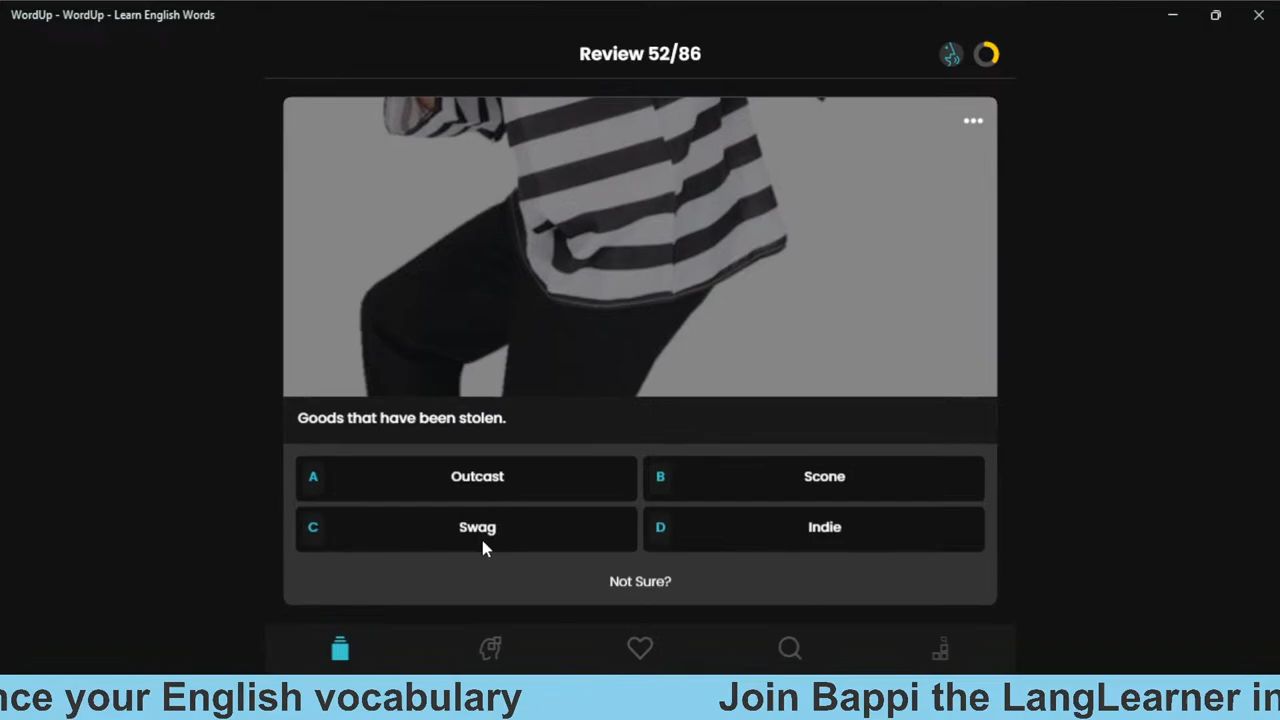 WordUp - WordUp - Learn English Words
Review 52/86
Goods that have been stolen.
A Outcast
B Scone
C Swag
D Indie
Not Sure?
nce your English vocabulary Join Bappi the LangLearner in